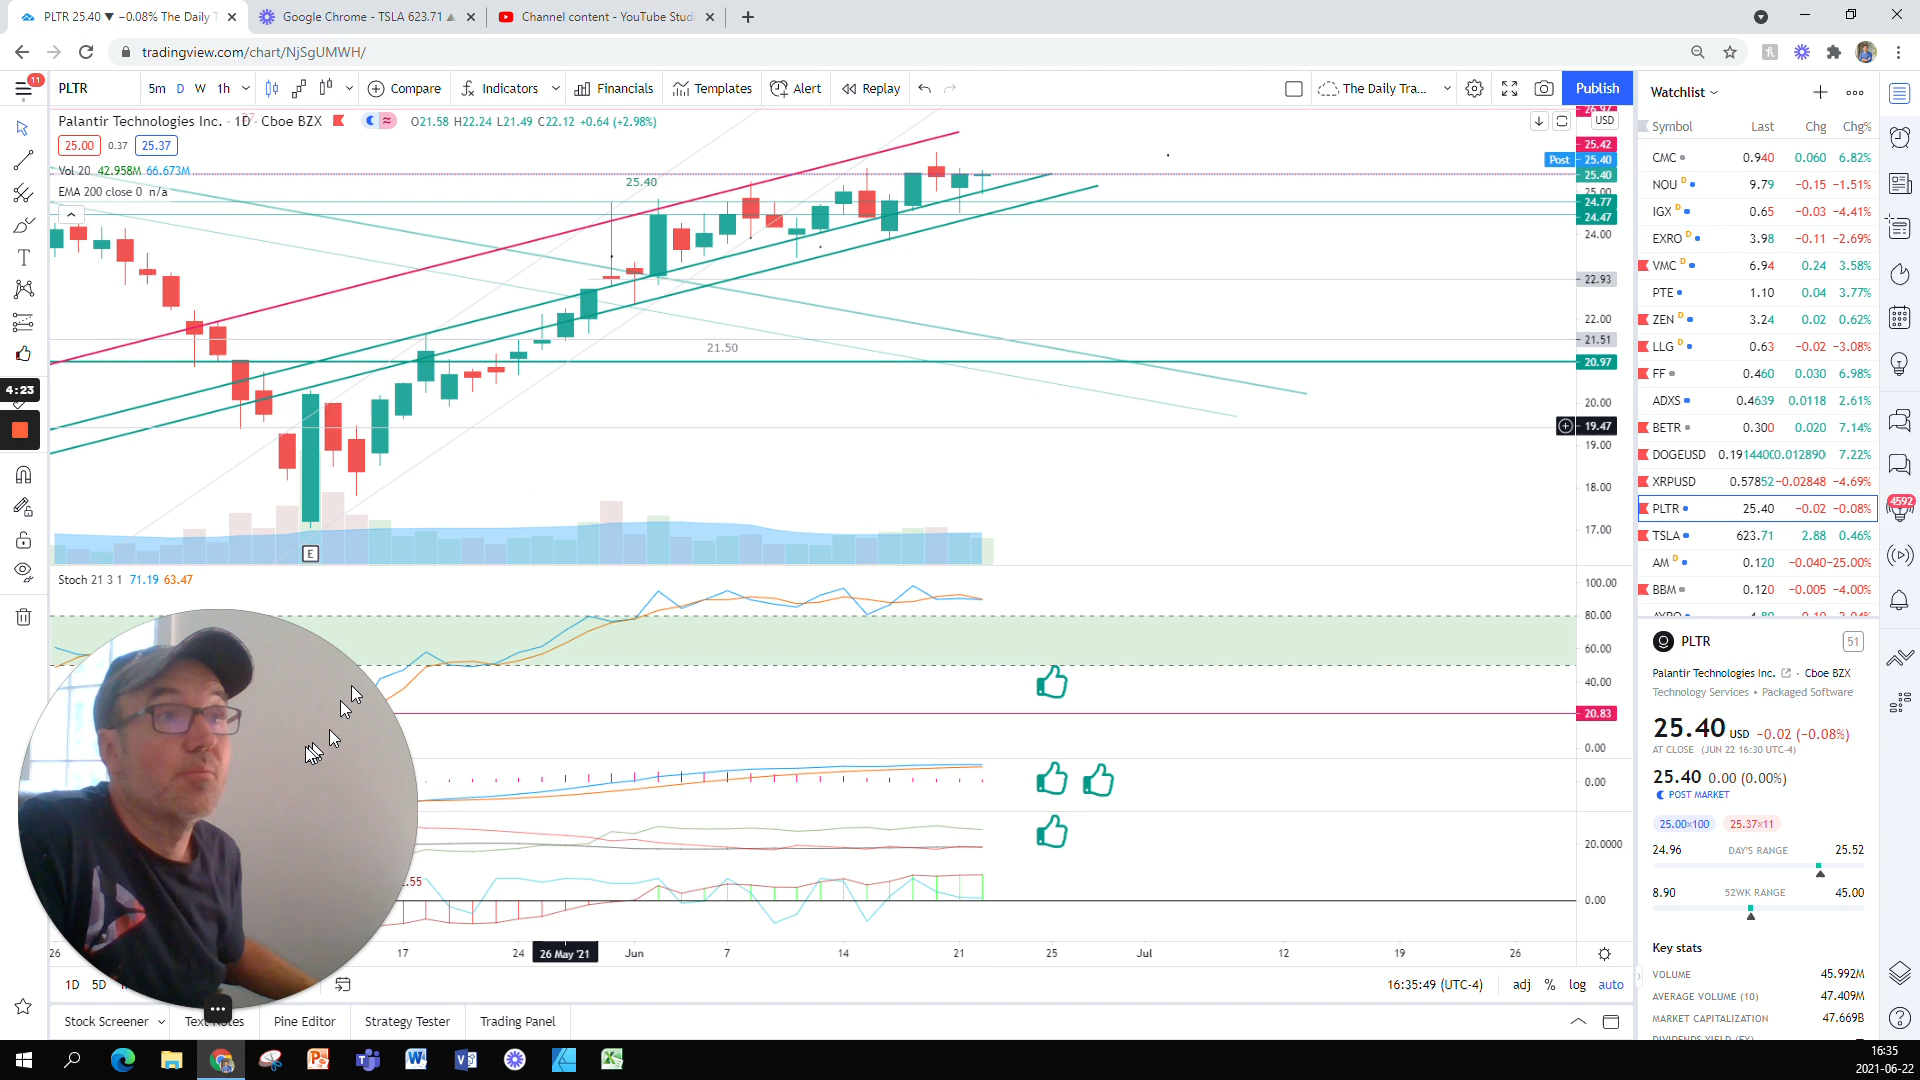 PLTR 25.40 ▼ −0.08% The Daily T
Google Chrome - TSLA 623.71 ▲
Channel content - YouTube Stud
tradingview.com/chart/NjSgUMWH/
11
PLTR
5m D W 1h
Compare
Indicators
Financials
Templates
Alert
Replay
The Daily Tra...
Publish
Palantir Technologies Inc. · 1D · Cboe BZX
O21.58 H22.24 L21.49 C22.12 +0.64 (+2.98%)
25.00 0.37 25.37
Vol 20 42.958M 66.673M
EMA 200 close 0 n/a
25.40
21.50
E
USD
25.42
Post 25.40
25.40
25.00
24.77
24.47
24.00
22.93
22.00
21.51
20.97
20.00
19.47
19.00
18.00
17.00
4:23
Stoch 21 3 1 71.19 63.47
100.00
80.00
60.00
40.00
20.83
0.00
0.00
20.0000
.55
0.00
26 17 24 26 May '21 Jun 7 14 21 25 Jul 12 19 26
1D 5D
16:35:49 (UTC-4)
adj % log auto
Stock Screener
Text Notes
Pine Editor
Strategy Tester
Trading Panel
Watchlist
Symbol Last Chg Chg%
CMC 0.940 0.060 6.82%
NOU D 9.79 −0.15 −1.51%
IGX D 0.65 −0.03 −4.41%
EXRO D 3.98 −0.11 −2.69%
VMC D 6.94 0.24 3.58%
PTE 1.10 0.04 3.77%
ZEN D 3.24 0.02 0.62%
LLG D 0.63 −0.02 −3.08%
FF 0.460 0.030 6.98%
ADXS 0.4639 0.0118 2.61%
BETR 0.300 0.020 7.14%
DOGEUSD 0.191440 0.012890 7.22%
XRPUSD 0.57852 −0.02848 −4.69%
PLTR 25.40 −0.02 −0.08%
TSLA 623.71 2.88 0.46%
AM D 0.120 −0.040 −25.00%
BBM 0.120 −0.005 −4.00%
4592
PLTR
51
Palantir Technologies Inc. · Cboe BZX
Technology Services • Packaged Software
25.40 USD −0.02 (−0.08%)
AT CLOSE (JUN 22 16:30 UTC-4)
25.40 0.00 (0.00%)
POST MARKET
25.00×100 25.37×11
24.96 DAY'S RANGE 25.52
8.90 52WK RANGE 45.00
Key stats
VOLUME 45.992M
AVERAGE VOLUME (10) 47.409M
MARKET CAPITALIZATION 47.669B
16:35
2021-06-22